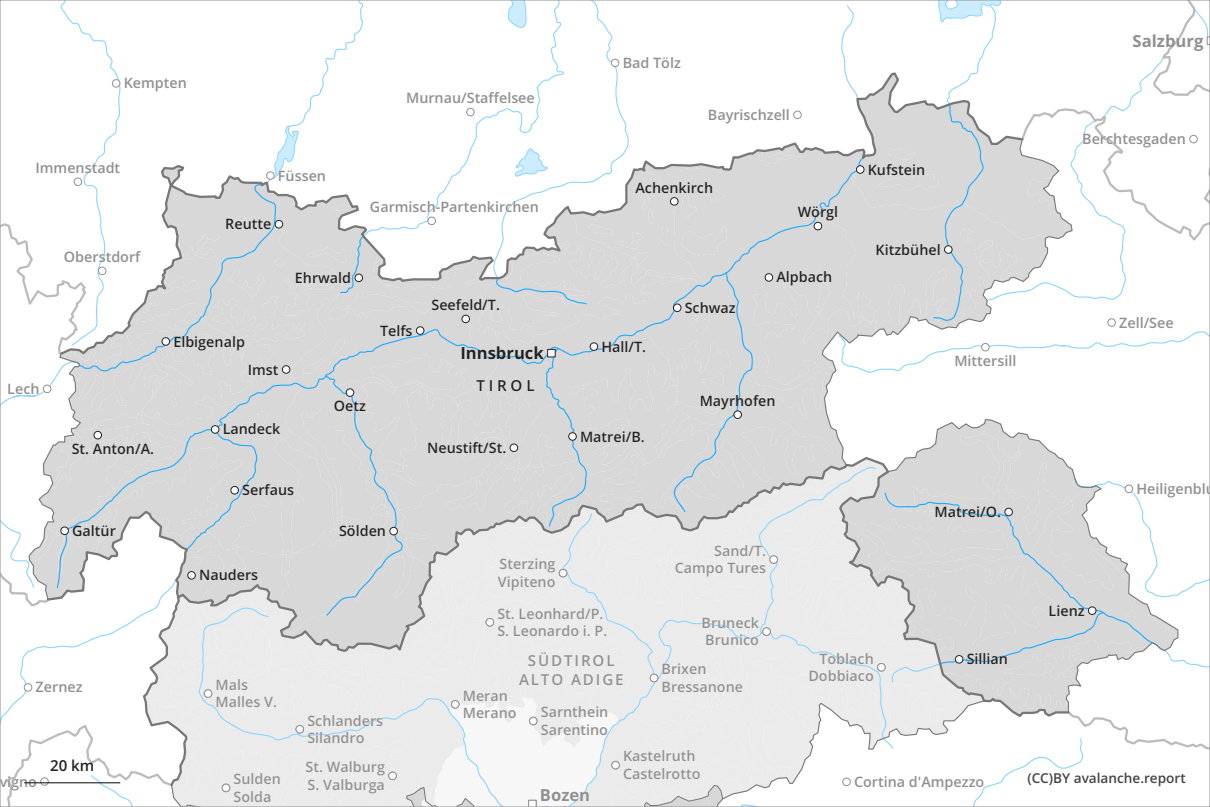 Salzburg
Bad Tölz
Kempten
Murnau/Staffelsee
Bayrischzell
Berchtesgaden
Immenstadt
Füssen
Kufstein
Achenkirch
Garmisch-Partenkirchen
Wörgl
Reutte
Kitzbühel
Oberstdorf
Ehrwald
Alpbach
Seefeld/T.
Schwaz
Zell/See
Telfs
Elbigenalp
Innsbruck
Hall/T.
Mittersill
Imst
TIROL
Lech
Oetz
Mayrhofen
Landeck
Matrei/B.
St. Anton/A.
Neustift/St.
Serfaus
Heiligenblu
Matrei/O.
Galtür
Sölden
Sand/T.
Campo Tures
Sterzing
Vipiteno
Nauders
Lienz
St. Leonhard/P.
S. Leonardo i. P.
Bruneck
Brunico
SÜDTIROL
ALTO ADIGE
Sillian
Toblach
Dobbiaco
Brixen
Bressanone
Zernez
Mals
Malles V.
Meran
Merano
Sarnthein
Sarentino
Schlanders
Silandro
Kastelruth
Castelrotto
20 km
St. Walburg
S. Valburga
vigno
Sulden
Solda
Cortina d'Ampezzo
(CC)BY avalanche.report
Bozen